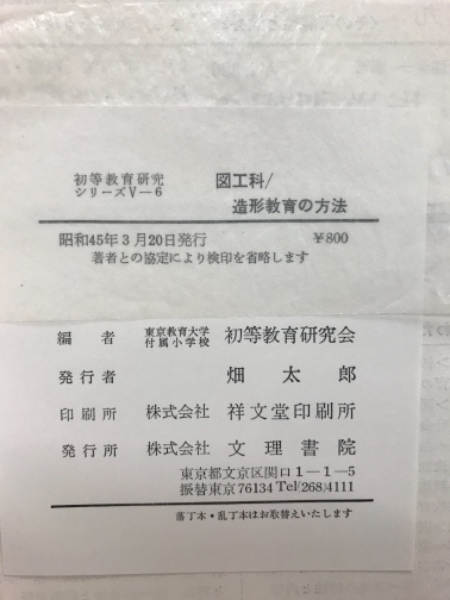 初等教育研究
シリーズV—6
図工科/
造形教育の方法
昭和45年3月20日発行 ¥800
著者との協定により検印を省略します
編者 東京教育大学附属小学校 初等教育研究会
発行者 畑太郎
印刷所 株式会社 祥文堂印刷所
発行所 株式会社 文理書院
東京都文京区関口1—1—5
振替東京76134 Tel(268)4111
落丁本・乱丁本はお取替えいたします